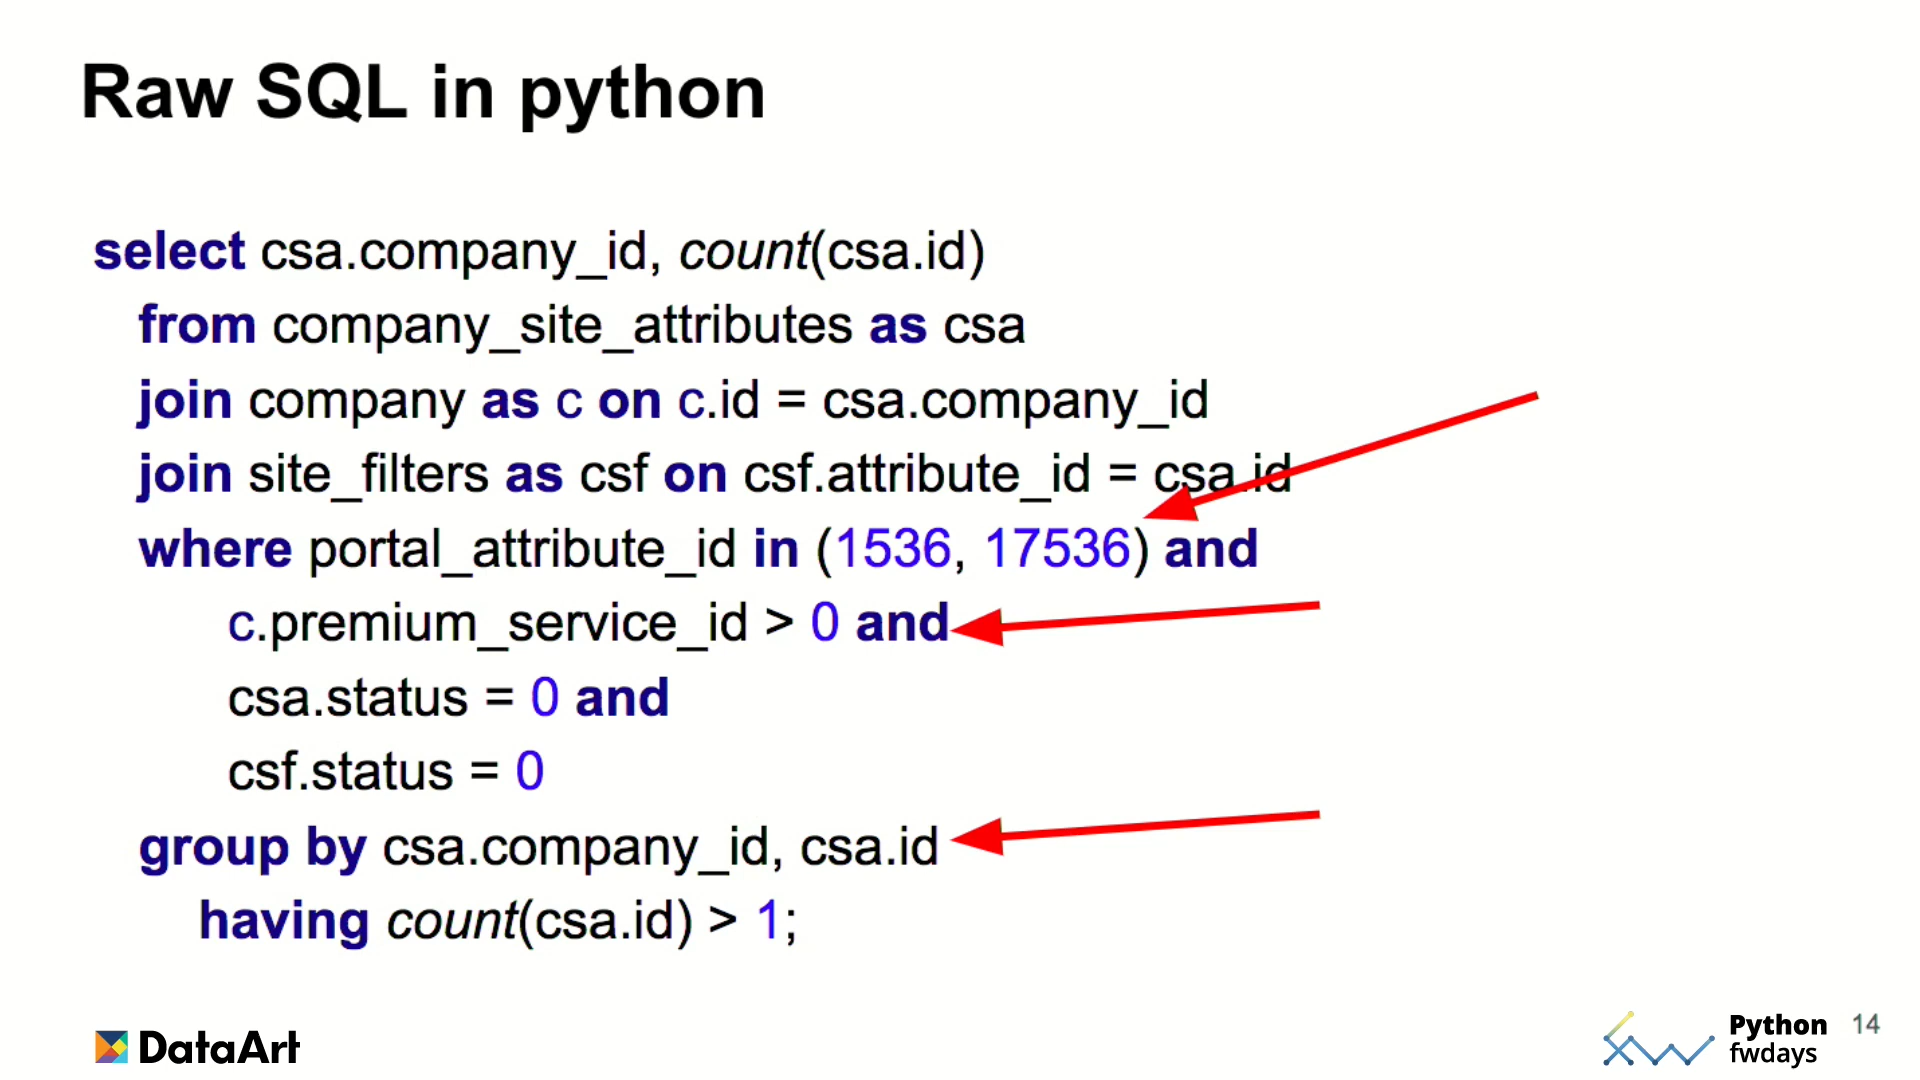 Raw SQL in python
select csa.company_id, count(csa.id)
from company_site_attributes as csa
join company as c on c.id = csa.company_id
join site_filters as csf on csf.attribute_id = csa.id
where portal_attribute_id in (1536, 17536) and
c.premium_service_id > 0 and
csa.status = 0 and
csf.status = 0
group by csa.company_id, csa.id
having count(csa.id) > 1;
DataArt
Python
fwdays
14